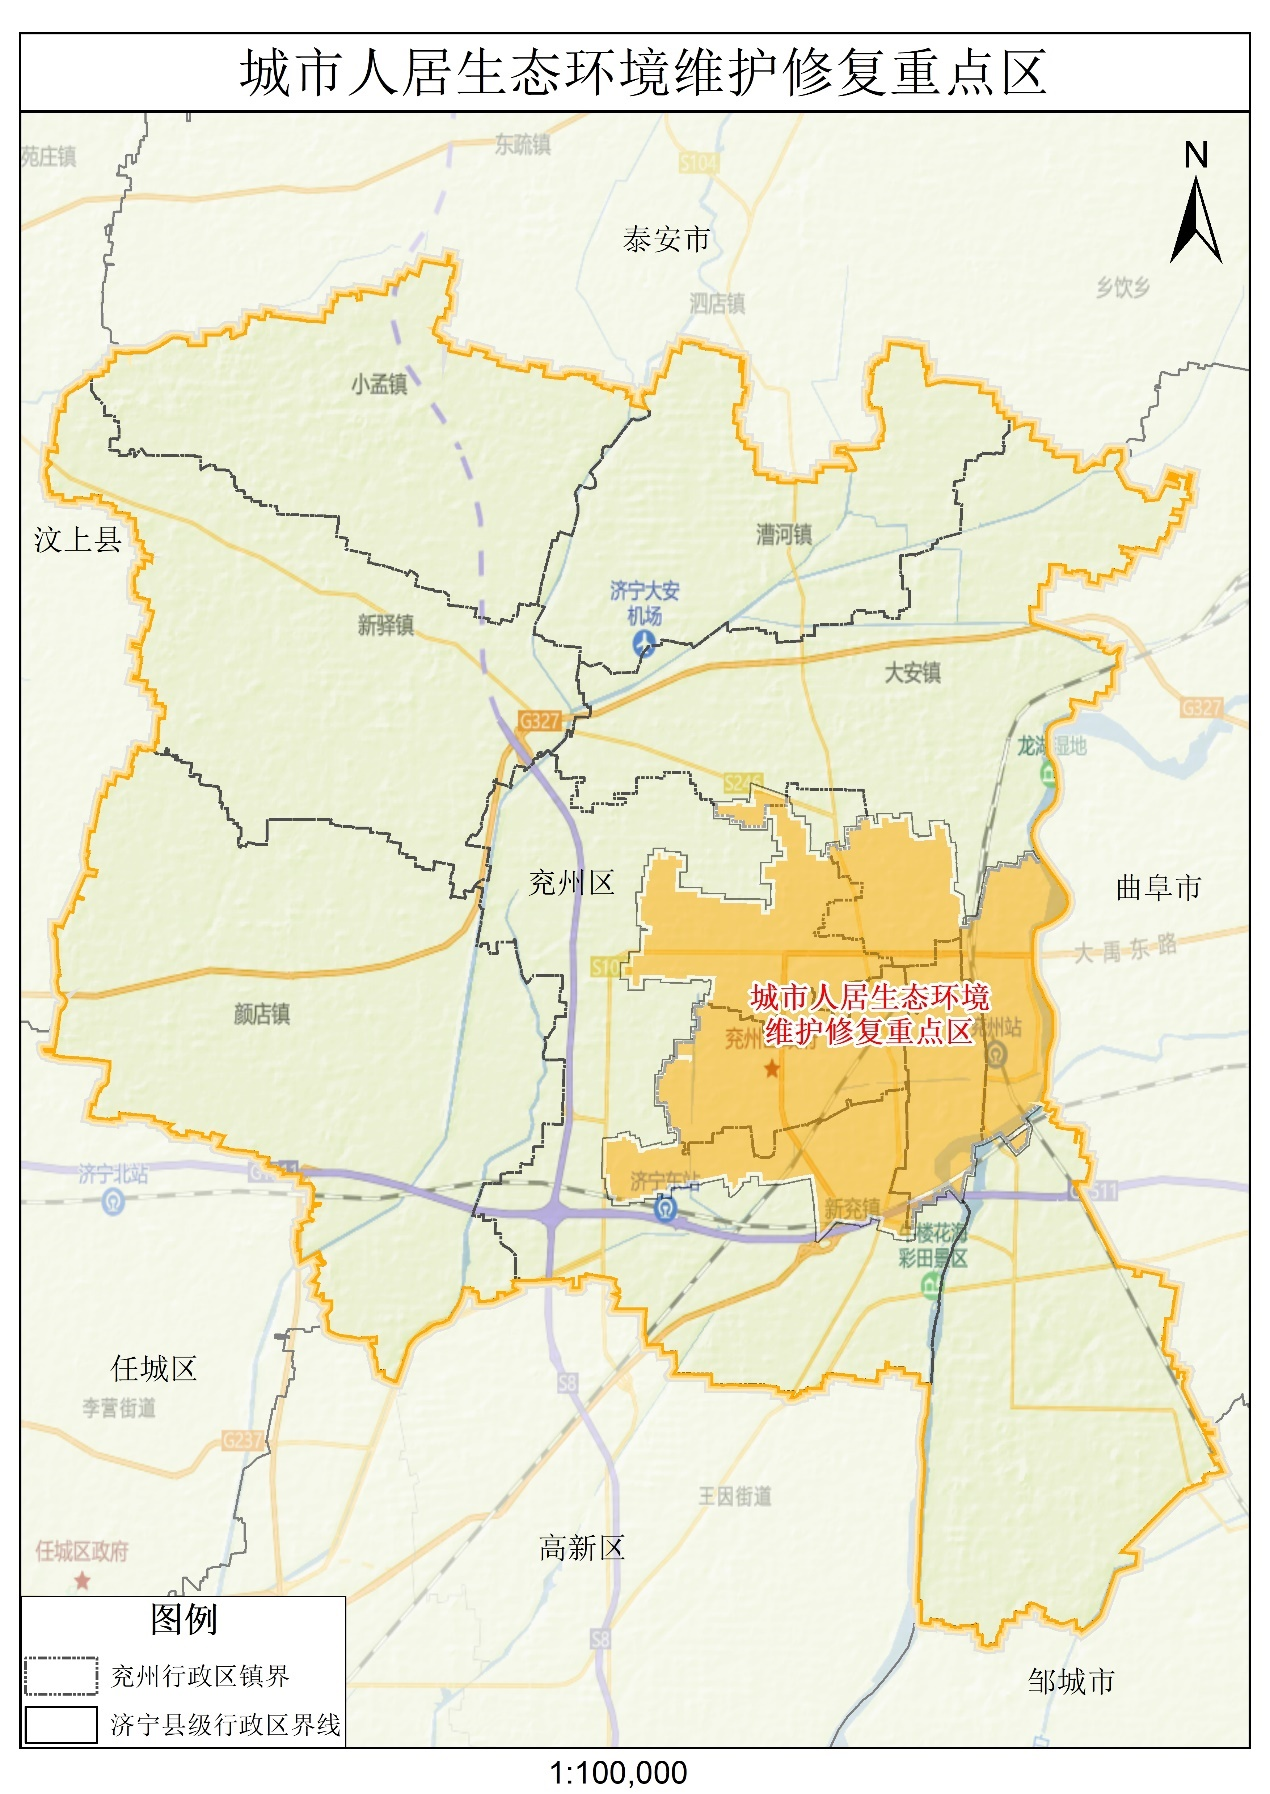 城市人居生态环境维护修复重点区
N
苑庄镇
东疏镇
S104
泰安市
泗店镇
乡饮乡
小孟镇
汶上县
漕河镇
济宁大安
机场
新驿镇
大安镇
G327
G327
龙湖湿地
S246
兖州区
曲阜市
大禹东路
S10
城市人居生态环境
维护修复重点区
颜店镇
兖州站
济宁北站
济宁东站
新兖镇
彩田景区
任城区
李营街道
S8
G237
王因街道
高新区
任城区政府
S8
图例
兖州行政区镇界
济宁县级行政区界线
邹城市
1:100,000